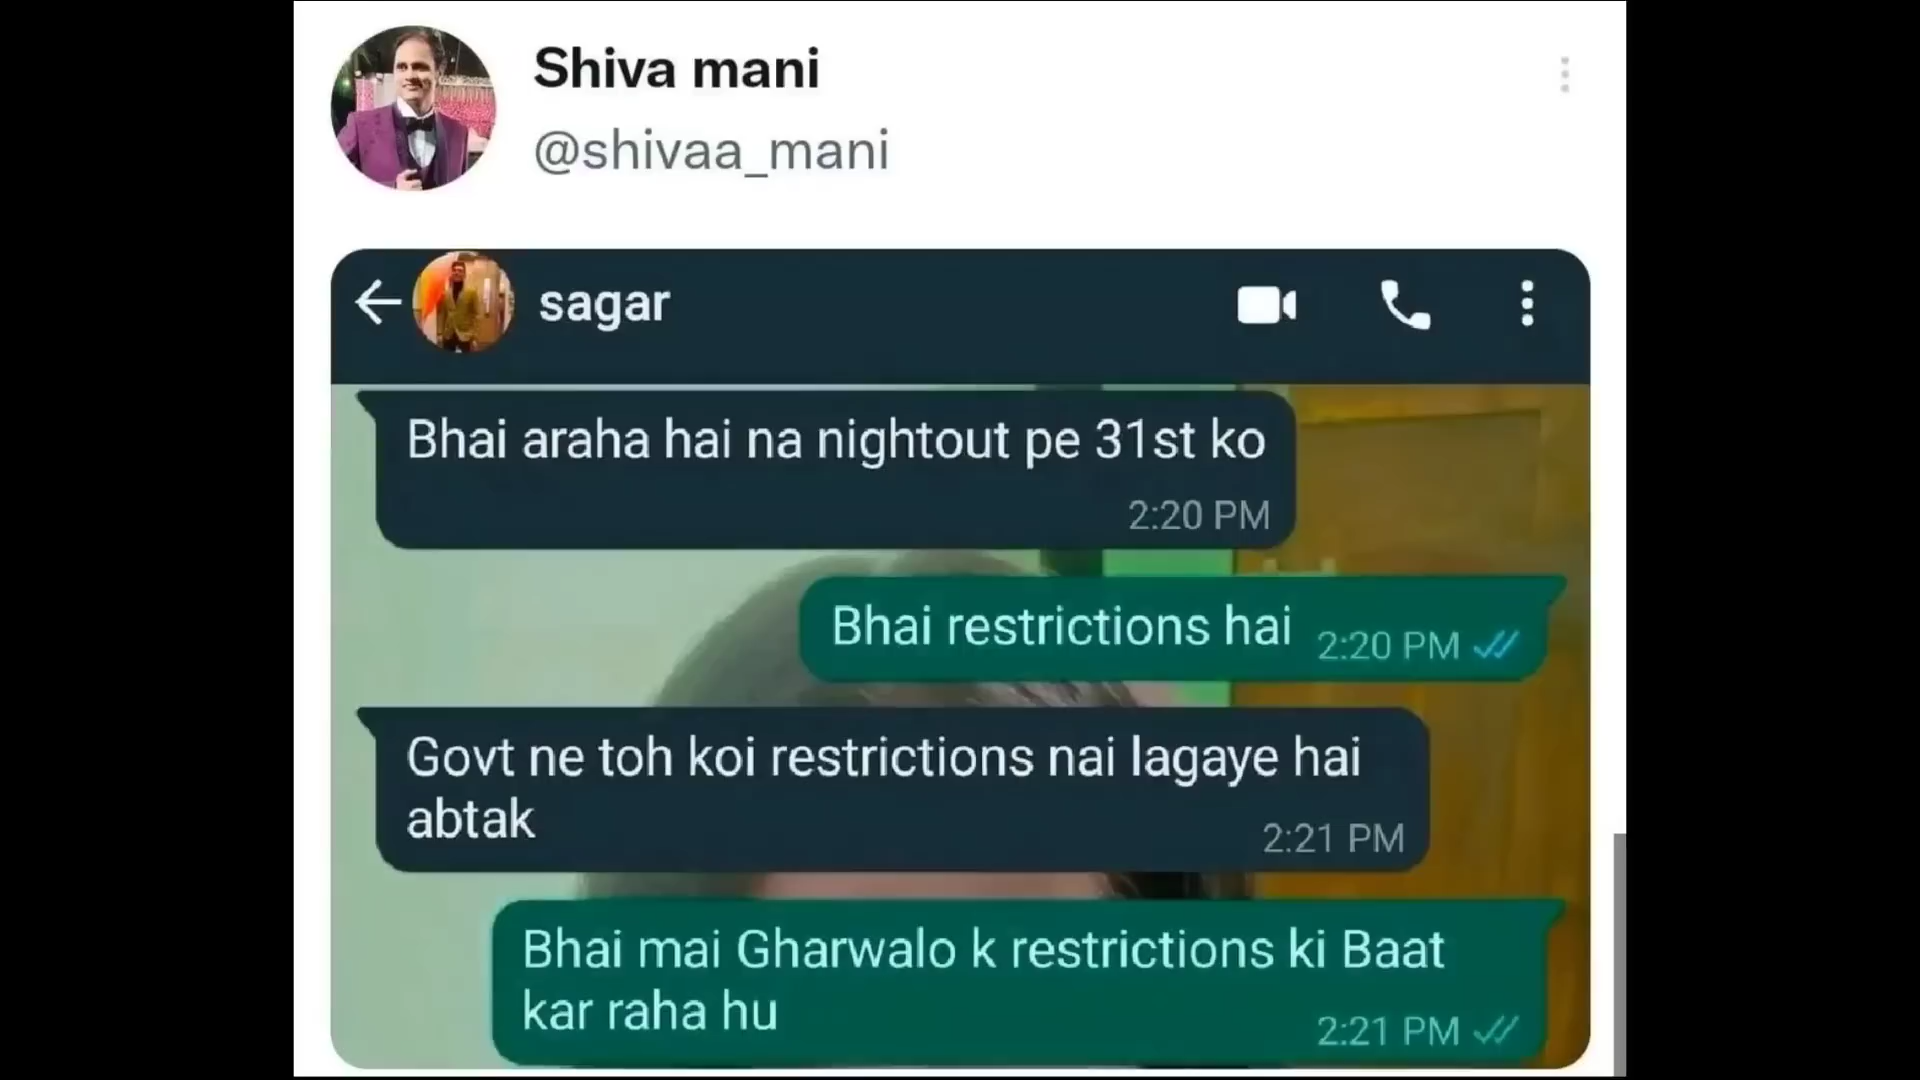 Shiva mani
@shivaa_mani
sagar
Bhai araha hai na nightout pe 31st ko
2:20 PM
Bhai restrictions hai 2:20 PM
Govt ne toh koi restrictions nai lagaye hai
abtak
2:21 PM
Bhai mai Gharwalo k restrictions ki Baat
kar raha hu
2:21 PM